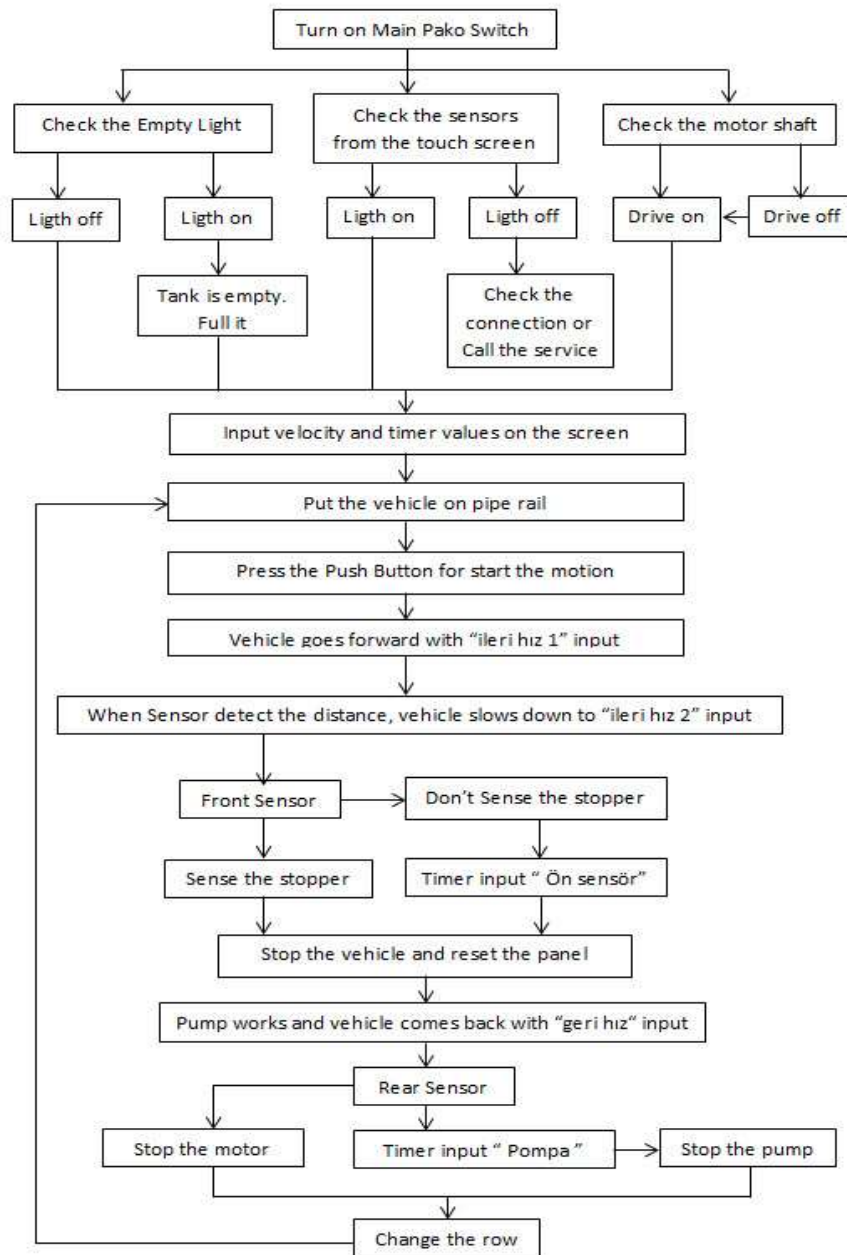 Turn on Main Pako Switch
Check the Empty Light
Check the sensors
from the touch screen
Check the motor shaft
Ligth off
Ligth on
Ligth on
Ligth off
Drive on
Drive off
Tank is empty.
Full it
Check the
connection or
Call the service
Input velocity and timer values on the screen
Put the vehicle on pipe rail
Press the Push Button for start the motion
Vehicle goes forward with “ileri hız 1” input
When Sensor detect the distance, vehicle slows down to “ileri hız 2” input
Front Sensor
Don’t Sense the stopper
Sense the stopper
Timer input “ Ön sensör”
Stop the vehicle and reset the panel
Pump works and vehicle comes back with “geri hız“ input
Rear Sensor
Stop the motor
Timer input “ Pompa ”
Stop the pump
Change the row